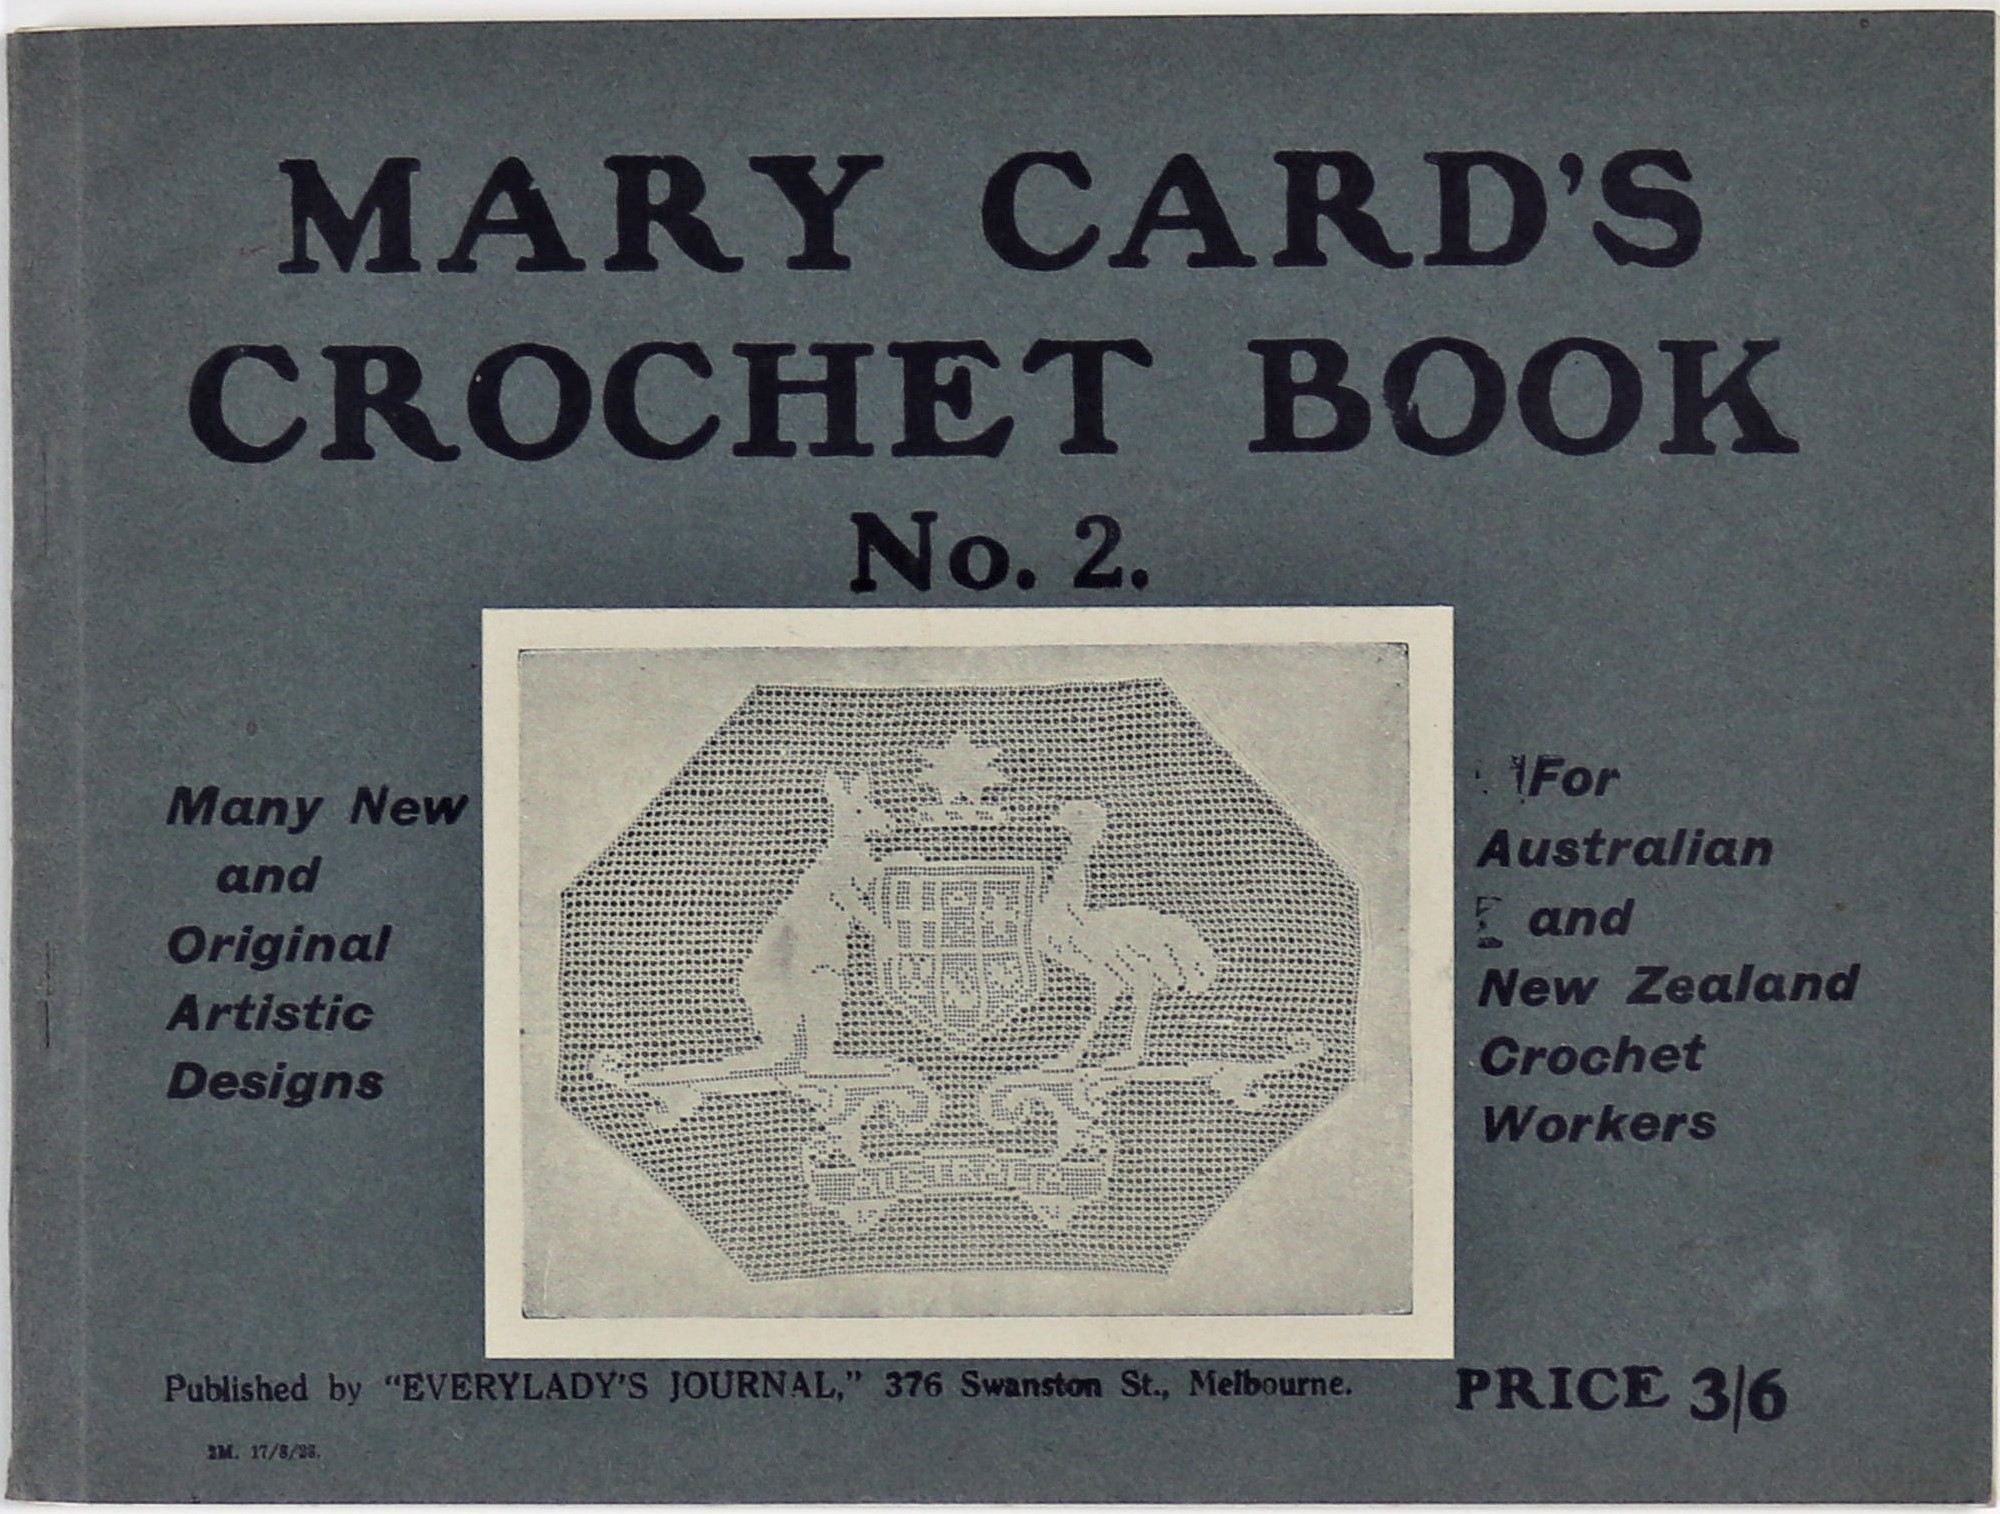 MARY CARD'S
CROCHET BOOK
No. 2.
Many New
and
Original
Artistic
Designs
For
Australian
and
New Zealand
Crochet
Workers
AUSTRALIA
Published by "EVERYLADY'S JOURNAL," 376 Swanston St., Melbourne.
PRICE 3/6
2M. 17/8/